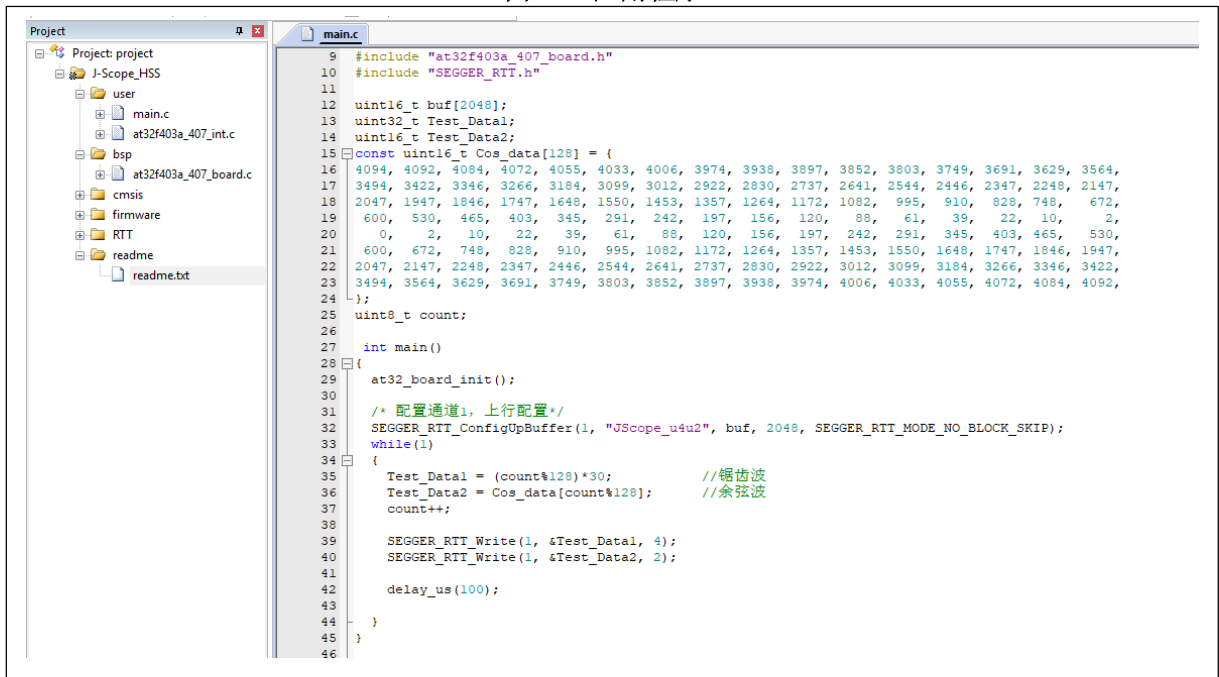 Project
Project: project
J-Scope_HSS
user
main.c
at32f403a_407_int.c
bsp
at32f403a_407_board.c
cmsis
firmware
RTT
readme
readme.txt
main.c
9 #include "at32f403a_407_board.h"
10 #include "SEGGER_RTT.h"
11
12 uint16_t buf[2048];
13 uint32_t Test_Data1;
14 uint16_t Test_Data2;
15 const uint16_t Cos_data[128] = {
16 4094, 4092, 4084, 4072, 4055, 4033, 4006, 3974, 3938, 3897, 3852, 3803, 3749, 3691, 3629, 3564,
17 3494, 3422, 3346, 3266, 3184, 3099, 3012, 2922, 2830, 2737, 2641, 2544, 2446, 2347, 2248, 2147,
18 2047, 1947, 1846, 1747, 1648, 1550, 1453, 1357, 1264, 1172, 1082, 995, 910, 828, 748, 672,
19 600, 530, 465, 403, 345, 291, 242, 197, 156, 120, 88, 61, 39, 22, 10, 2,
20 0, 2, 10, 22, 39, 61, 88, 120, 156, 197, 242, 291, 345, 403, 465, 530,
21 600, 672, 748, 828, 910, 995, 1082, 1172, 1264, 1357, 1453, 1550, 1648, 1747, 1846, 1947,
22 2047, 2147, 2248, 2347, 2446, 2544, 2641, 2737, 2830, 2922, 3012, 3099, 3184, 3266, 3346, 3422,
23 3494, 3564, 3629, 3691, 3749, 3803, 3852, 3897, 3938, 3974, 4006, 4033, 4055, 4072, 4084, 4092,
24 };
25 uint8_t count;
26
27 int main()
28 {
29 at32_board_init();
30
31 /* 配置通道1，上行配置*/
32 SEGGER_RTT_ConfigUpBuffer(1, "JScope_u4u2", buf, 2048, SEGGER_RTT_MODE_NO_BLOCK_SKIP);
33 while(1)
34 {
35 Test_Data1 = (count%128)*30; //锯齿波
36 Test_Data2 = Cos_data[count%128]; //余弦波
37 count++;
38
39 SEGGER_RTT_Write(1, &Test_Data1, 4);
40 SEGGER_RTT_Write(1, &Test_Data2, 2);
41
42 delay_us(100);
43
44 }
45 }
46